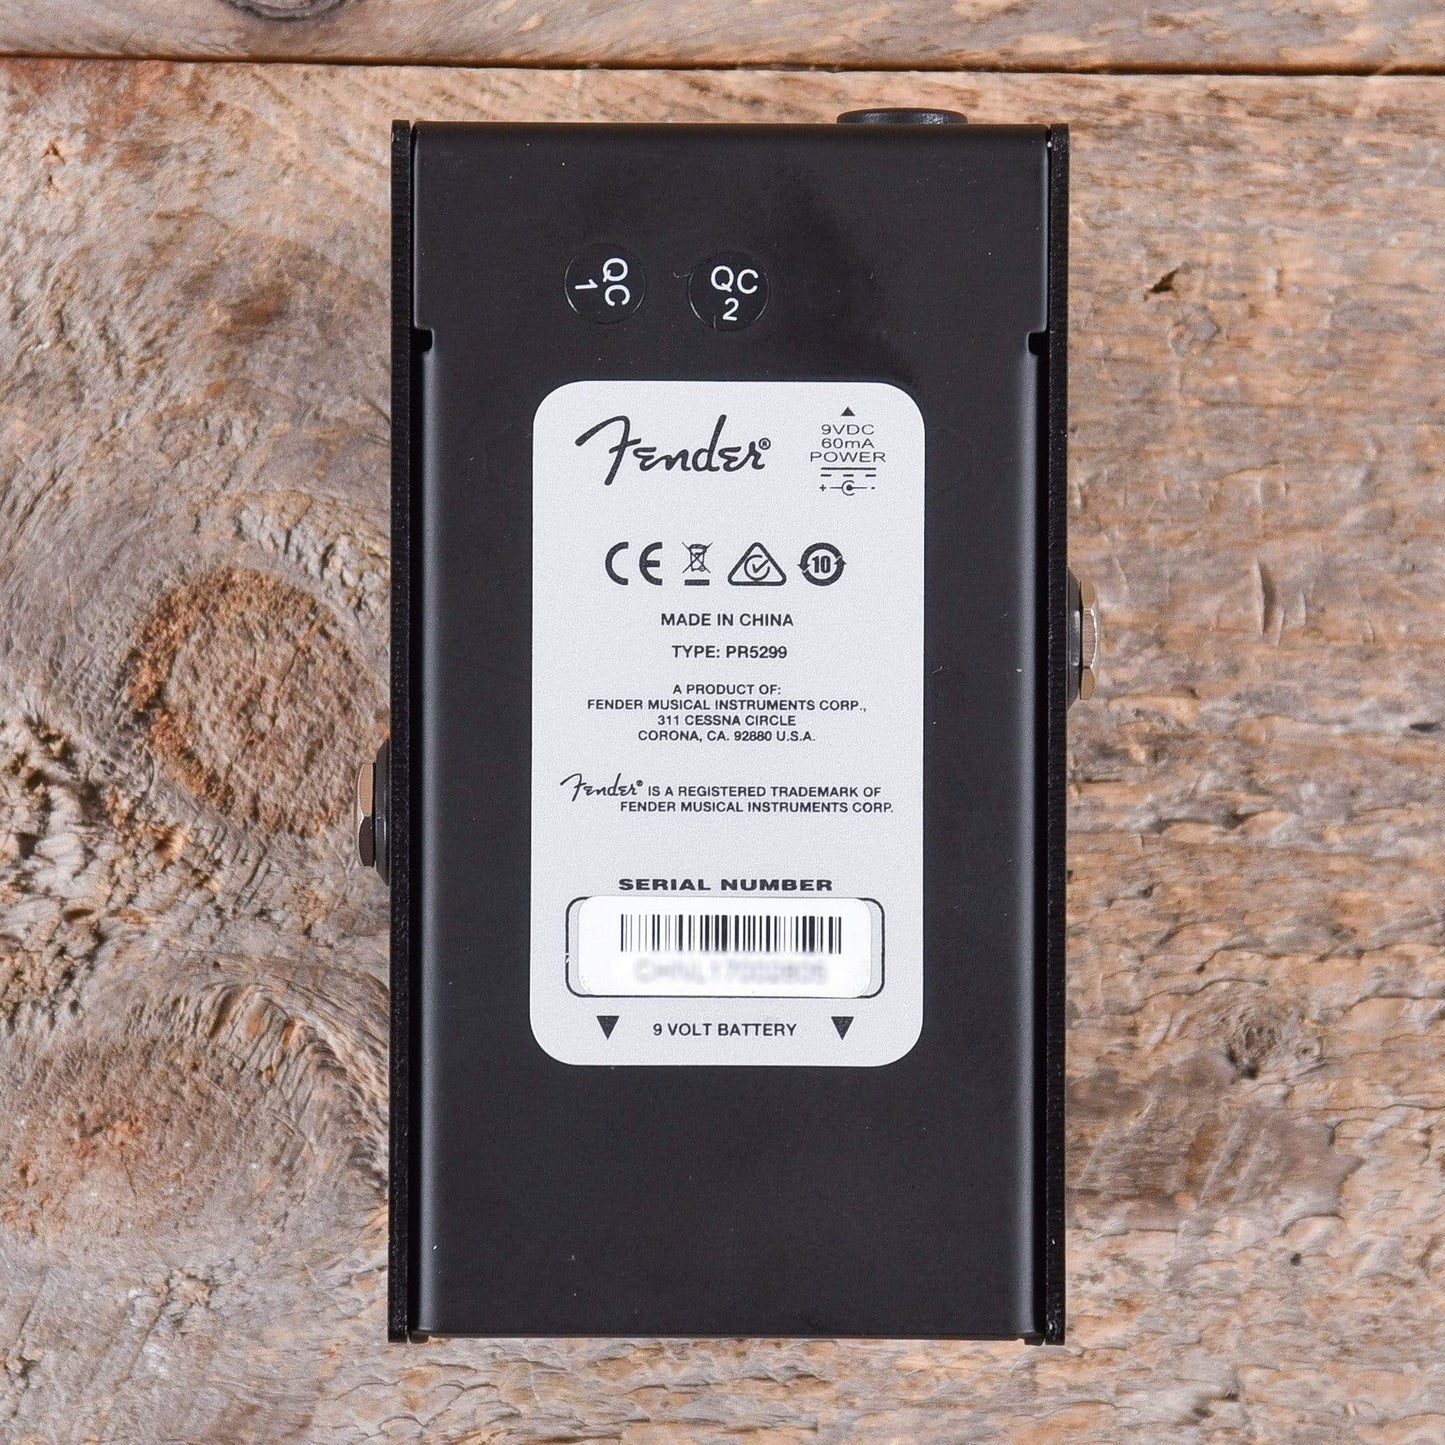 QC
1
QC
2
Fender®
9VDC
60mA
POWER
+ -
CE
10
MADE IN CHINA
TYPE: PR5299
A PRODUCT OF:
FENDER MUSICAL INSTRUMENTS CORP.,
311 CESSNA CIRCLE
CORONA, CA. 92880 U.S.A.
Fender® IS A REGISTERED TRADEMARK OF
FENDER MUSICAL INSTRUMENTS CORP.
SERIAL NUMBER
9 VOLT BATTERY